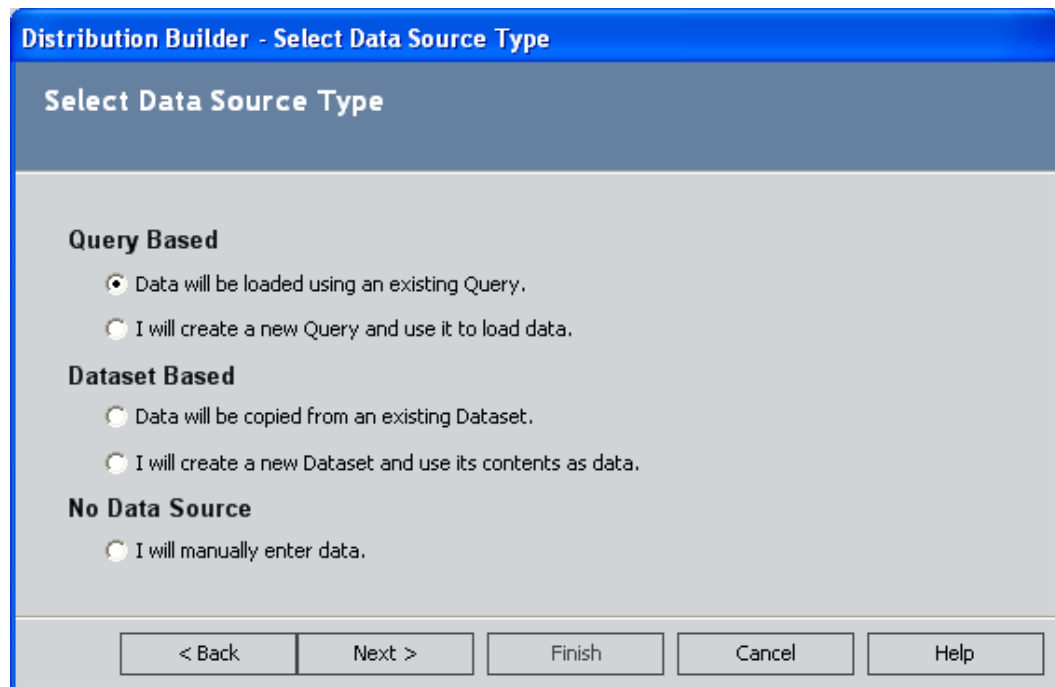 Distribution Builder - Select Data Source Type
Select Data Source Type
Query Based
Data will be loaded using an existing Query.
I will create a new Query and use it to load data.
Dataset Based
Data will be copied from an existing Dataset.
I will create a new Dataset and use its contents as data.
No Data Source
I will manually enter data.
< Back Next > Finish Cancel Help